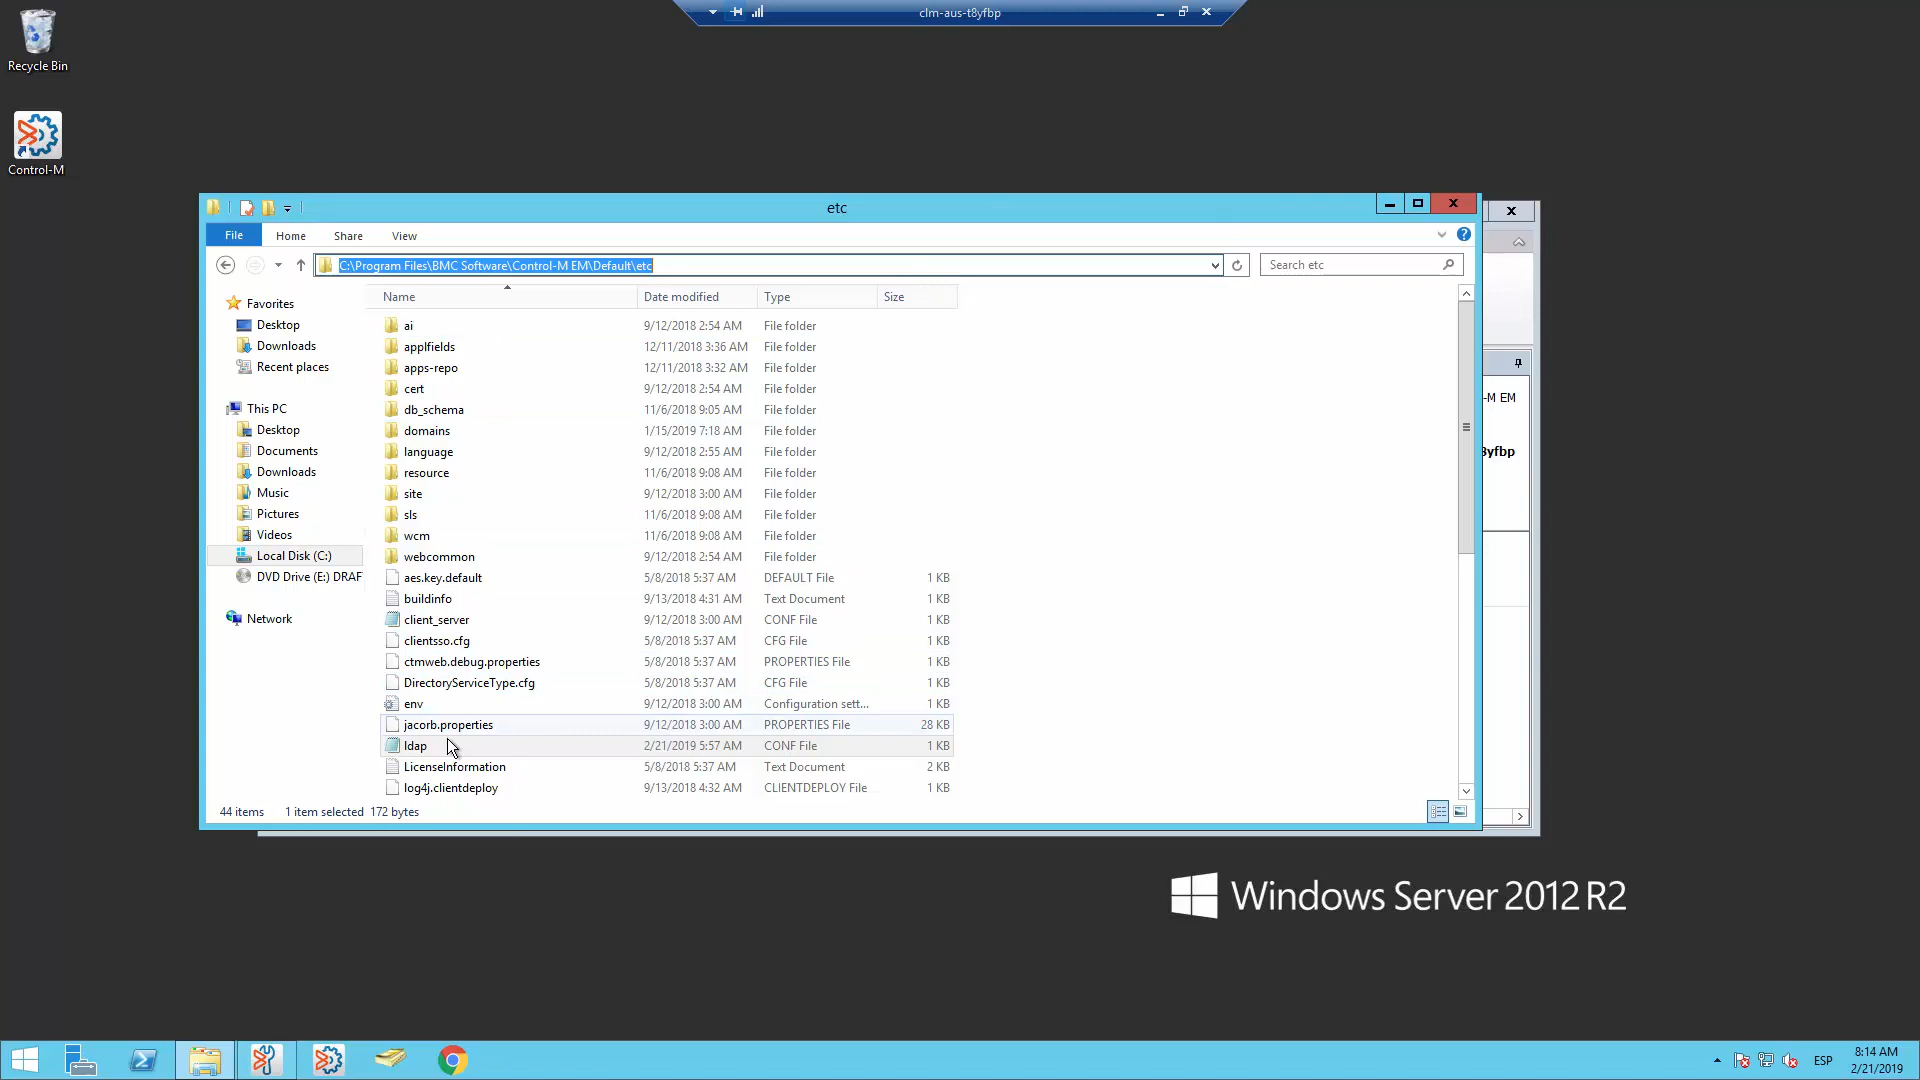 clm-aus-t8yfbp
Recycle Bin
Control-M
etc
File
Home
Share
View
C:\Program Files\BMC Software\Control-M EM\Default\etc
Search etc
Favorites
Desktop
Downloads
Recent places
This PC
Desktop
Documents
Downloads
Music
Pictures
Videos
Local Disk (C:)
DVD Drive (E:) DRAF
Network
Name Date modified Type Size
ai 9/12/2018 2:54 AM File folder
applfields 12/11/2018 3:36 AM File folder
apps-repo 12/11/2018 3:32 AM File folder
cert 9/12/2018 2:54 AM File folder
db_schema 11/6/2018 9:05 AM File folder
domains 1/15/2019 7:18 AM File folder
language 9/12/2018 2:55 AM File folder
resource 11/6/2018 9:08 AM File folder
site 9/12/2018 3:00 AM File folder
sls 11/6/2018 9:08 AM File folder
wcm 11/6/2018 9:08 AM File folder
webcommon 9/12/2018 2:54 AM File folder
aes.key.default 5/8/2018 5:37 AM DEFAULT File 1 KB
buildinfo 9/13/2018 4:31 AM Text Document 1 KB
client_server 9/12/2018 3:00 AM CONF File 1 KB
clientsso.cfg 5/8/2018 5:37 AM CFG File 1 KB
ctmweb.debug.properties 5/8/2018 5:37 AM PROPERTIES File 1 KB
DirectoryServiceType.cfg 5/8/2018 5:37 AM CFG File 1 KB
env 9/12/2018 3:00 AM Configuration sett... 1 KB
jacorb.properties 9/12/2018 3:00 AM PROPERTIES File 28 KB
ldap 2/21/2019 5:57 AM CONF File 1 KB
LicenseInformation 5/8/2018 5:37 AM Text Document 2 KB
log4j.clientdeploy 9/13/2018 4:32 AM CLIENTDEPLOY File 1 KB
44 items 1 item selected 172 bytes
-M EM
8yfbp
Windows Server 2012 R2
ESP
8:14 AM
2/21/2019